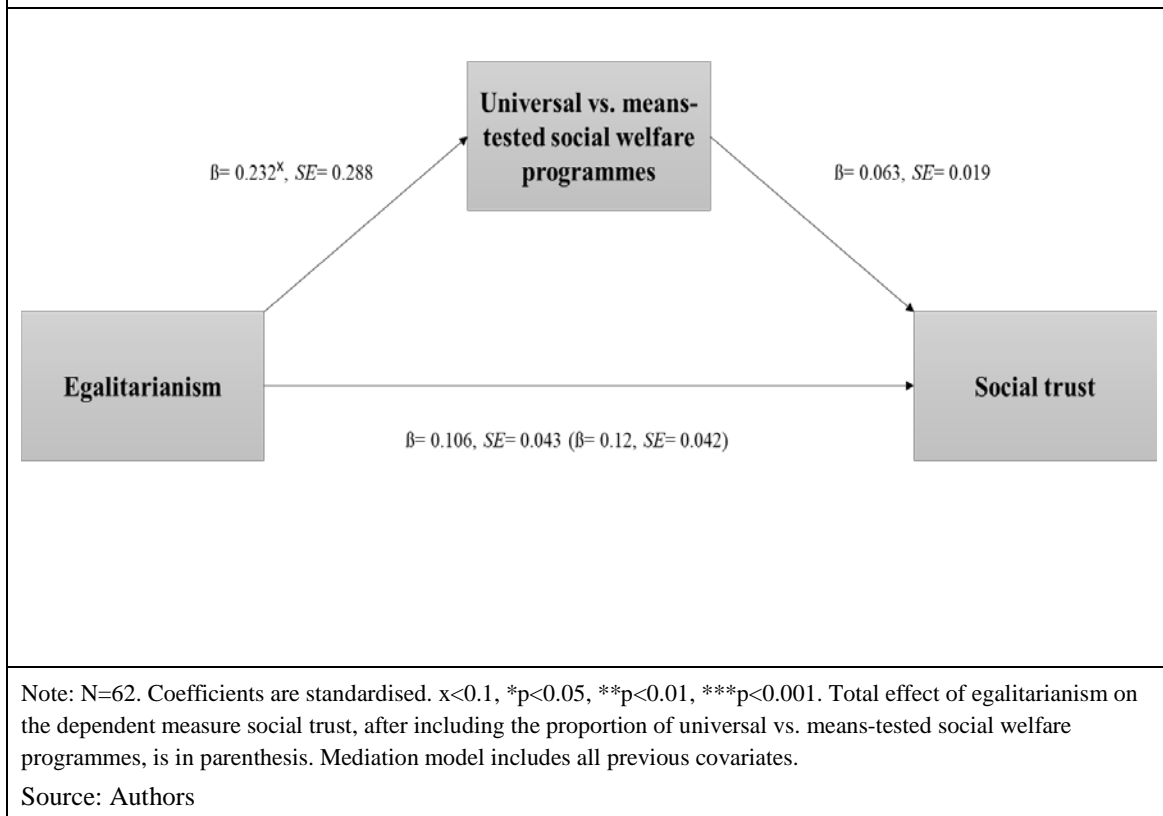 Universal vs. means-
tested social welfare
programmes
ß= 0.232ˣ, SE= 0.288
ß= 0.063, SE= 0.019
Egalitarianism
Social trust
ß= 0.106, SE= 0.043 (ß= 0.12, SE= 0.042)
Note: N=62. Coefficients are standardised. x<0.1, *p<0.05, **p<0.01, ***p<0.001. Total effect of egalitarianism on
the dependent measure social trust, after including the proportion of universal vs. means-tested social welfare
programmes, is in parenthesis. Mediation model includes all previous covariates.
Source: Authors